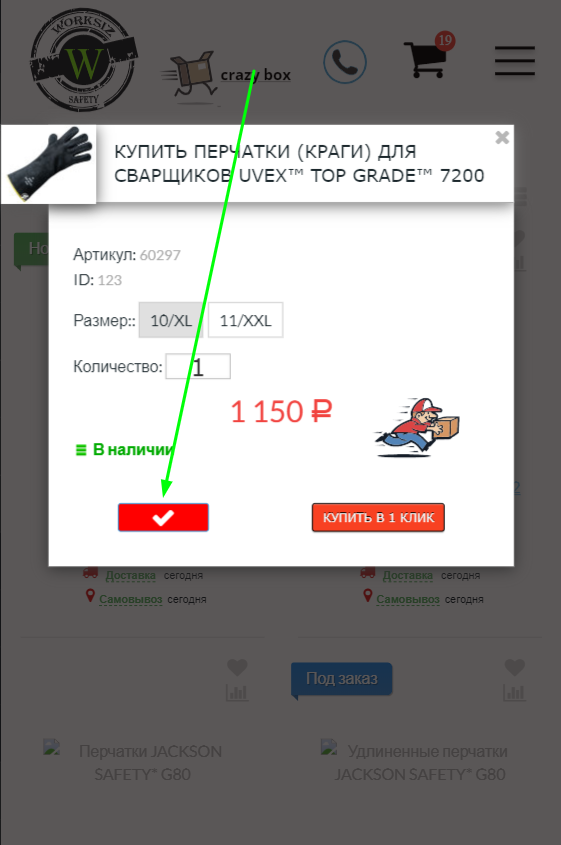 WORKSIZ
W
SAFETY
crazy box
19
КУПИТЬ ПЕРЧАТКИ (КРАГИ) ДЛЯ
СВАРЩИКОВ UVEX™ TOP GRADE™ 7200
Но
Артикул: 60297
ID: 123
Размер:: 10/XL 11/XXL
Количество: 1
1 150 ₽
В наличии
2
КУПИТЬ В 1 КЛИК
Доставка сегодня
Самовывоз сегодня
Доставка сегодня
Самовывоз сегодня
Под заказ
Перчатки JACKSON
SAFETY* G80
Удлиненные перчатки
JACKSON SAFETY* G80